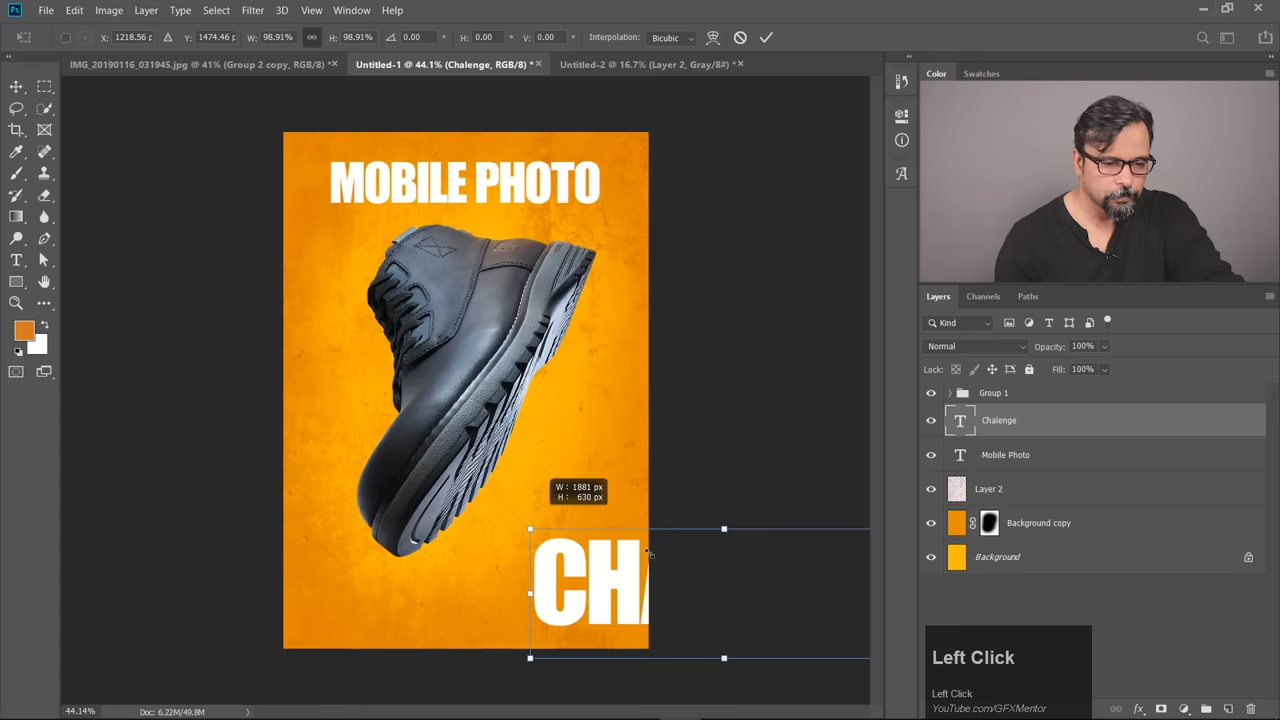 Ps File Edit Image Layer Type Select Filter 3D View Window Help
X: 1218.56 p Y: 1474.46 p W: 98.91% H: 98.91% 0.00 ° H: 0.00 ° V: 0.00 ° Interpolation: Bicubic
IMG_20190116_031945.jpg @ 41% (Group 2 copy, RGB/8) * × Untitled-1 @ 44.1% (Chalenge, RGB/8) * × Untitled-2 @ 16.7% (Layer 2, Gray/8#) * ×
Color Swatches
MOBILE PHOTO
W: 1881 px
H: 630 px
CHA
Layers Channels Paths
Kind
Normal Opacity: 100%
Lock: Fill: 100%
Group 1
Chalenge
Mobile Photo
Layer 2
Background copy
Background
Left Click
Left Click
YouTube.com/GFXMentor
44.14% Doc: 6.22M/49.8M